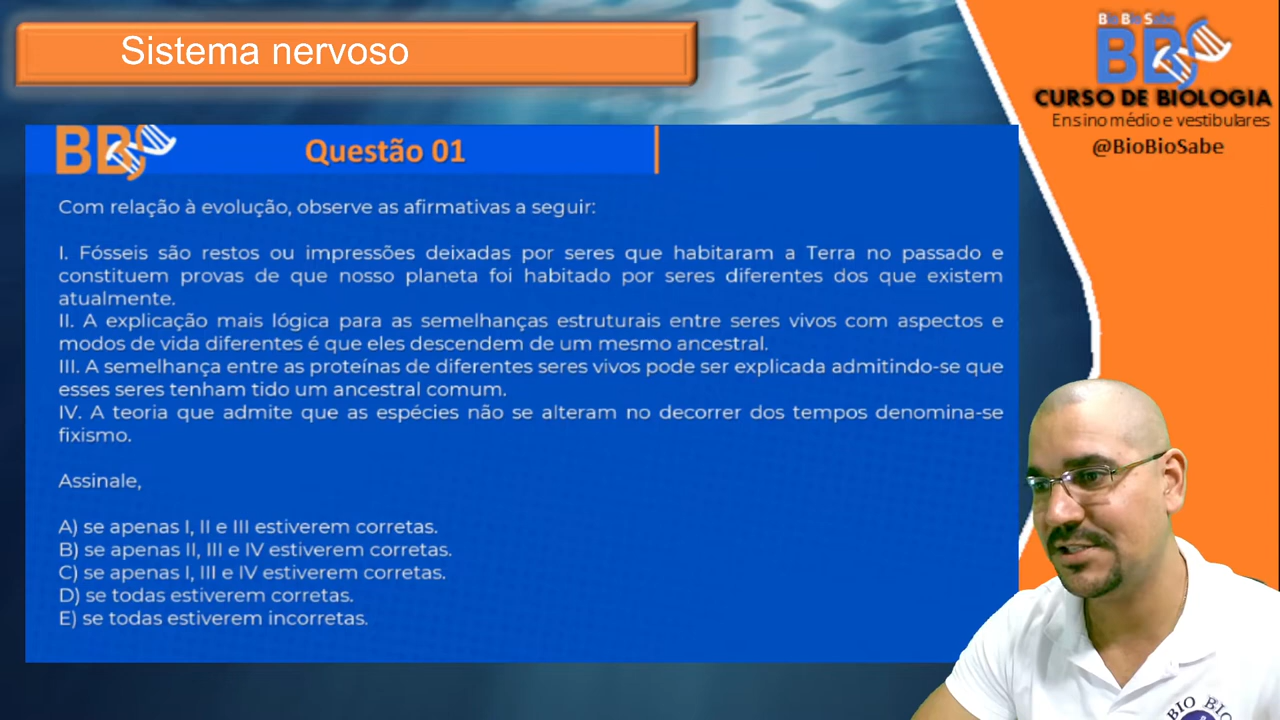 Sistema nervoso
Bio Bio Sabe
BBS
CURSO DE BIOLOGIA
Ensino médio e vestibulares
@BioBioSabe
BBS
Questão 01
Com relação à evolução, observe as afirmativas a seguir:
I. Fósseis são restos ou impressões deixadas por seres que habitaram a Terra no passado e
constituem provas de que nosso planeta foi habitado por seres diferentes dos que existem
atualmente.
II. A explicação mais lógica para as semelhanças estruturais entre seres vivos com aspectos e
modos de vida diferentes é que eles descendem de um mesmo ancestral.
III. A semelhança entre as proteínas de diferentes seres vivos pode ser explicada admitindo-se que
esses seres tenham tido um ancestral comum.
IV. A teoria que admite que as espécies não se alteram no decorrer dos tempos denomina-se
fixismo.
Assinale,
A) se apenas I, II e III estiverem corretas.
B) se apenas II, III e IV estiverem corretas.
C) se apenas I, III e IV estiverem corretas.
D) se todas estiverem corretas.
E) se todas estiverem incorretas.
BIO BIO